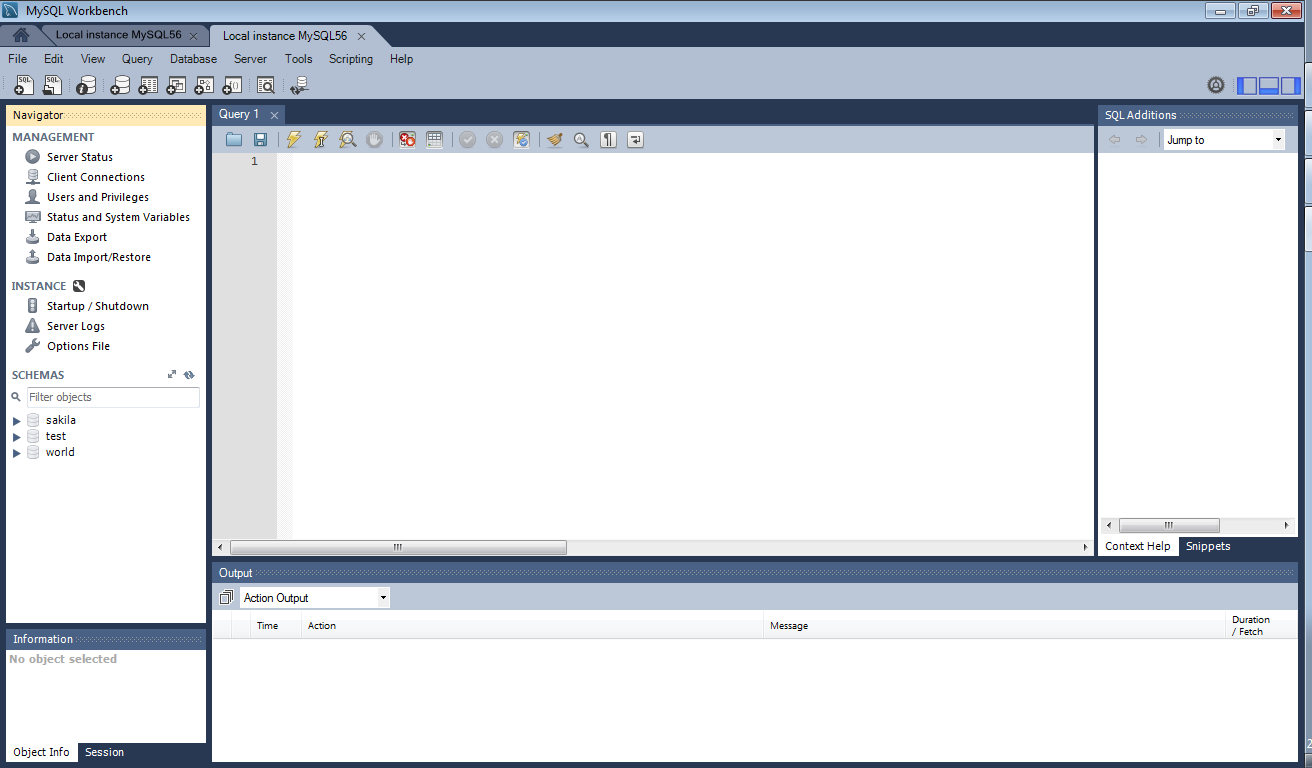 MySQL Workbench
Local instance MySQL56
Local instance MySQL56
File Edit View Query Database Server Tools Scripting Help
Navigator
MANAGEMENT
Server Status
Client Connections
Users and Privileges
Status and System Variables
Data Export
Data Import/Restore
INSTANCE
Startup / Shutdown
Server Logs
Options File
SCHEMAS
Filter objects
sakila
test
world
Information
No object selected
Object Info Session
Query 1
1
SQL Additions
Jump to
Context Help Snippets
Output
Action Output
Time Action Message Duration
/ Fetch